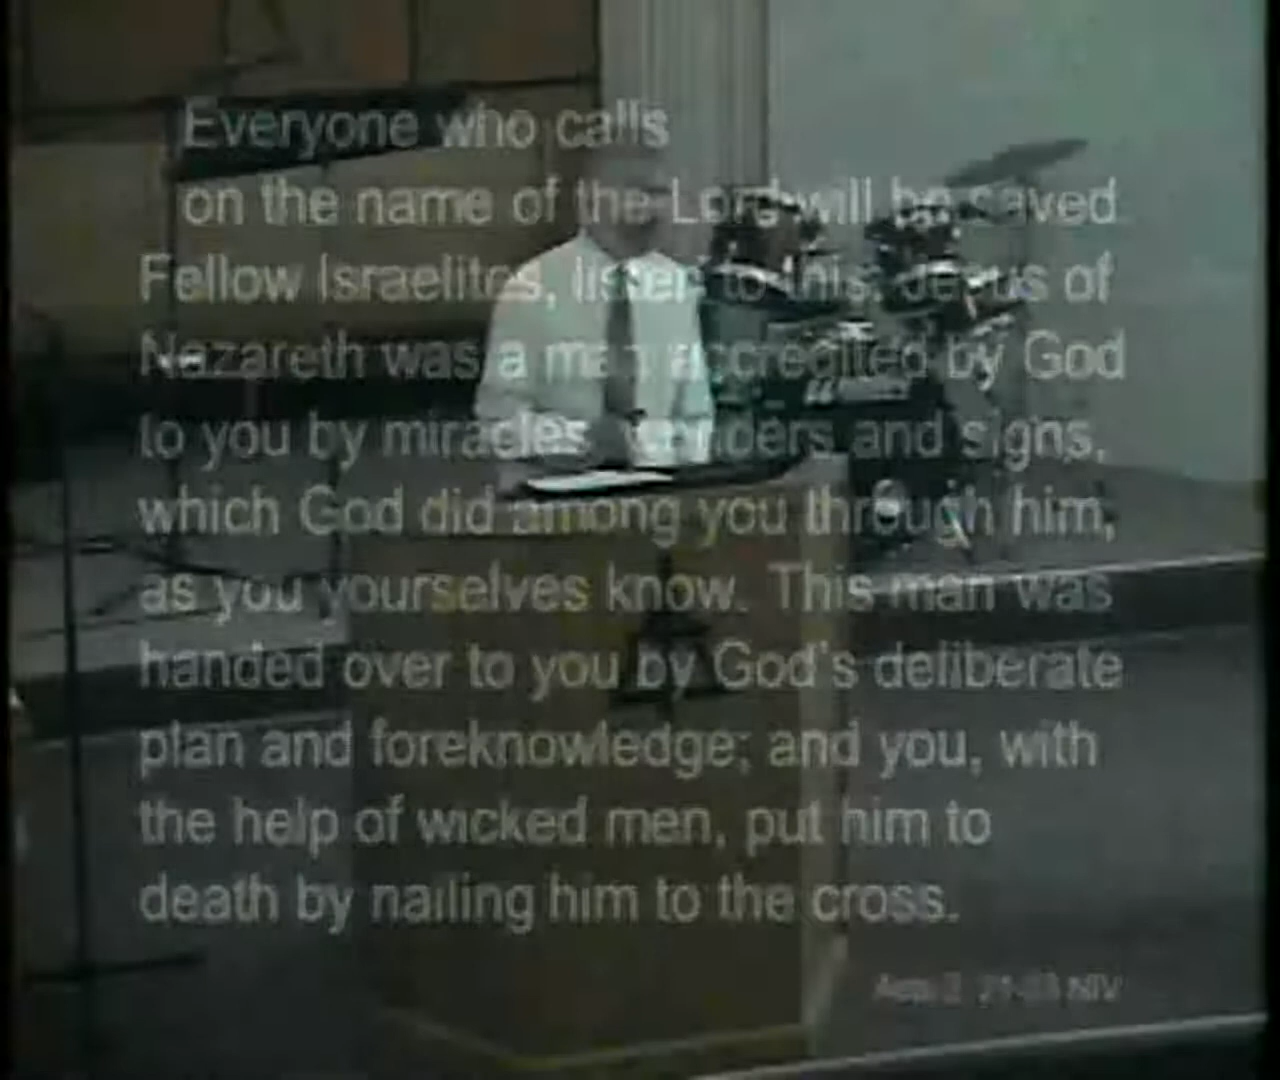 Everyone who calls
on the name of the Lord will be saved.
Fellow Israelites, listen to this: Jesus of
Nazareth was a man accredited by God
to you by miracles, wonders and signs,
which God did among you through him,
as you yourselves know. This man was
handed over to you by God's deliberate
plan and foreknowledge; and you, with
the help of wicked men, put him to
death by nailing him to the cross.
Acts 2: NIV